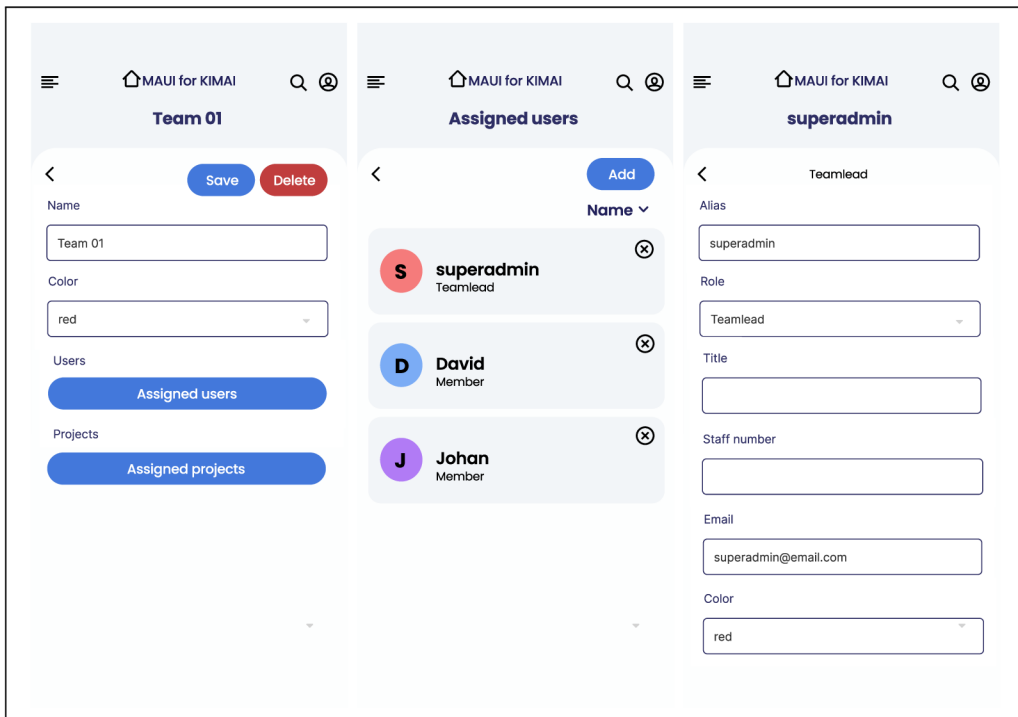 MAUI for KIMAI
Team 01
Save
Delete
Name
Team 01
Color
red
Users
Assigned users
Projects
Assigned projects
MAUI for KIMAI
Assigned users
Add
Name
S
superadmin
Teamlead
D
David
Member
J
Johan
Member
MAUI for KIMAI
superadmin
Teamlead
Alias
superadmin
Role
Teamlead
Title
Staff number
Email
superadmin@email.com
Color
red